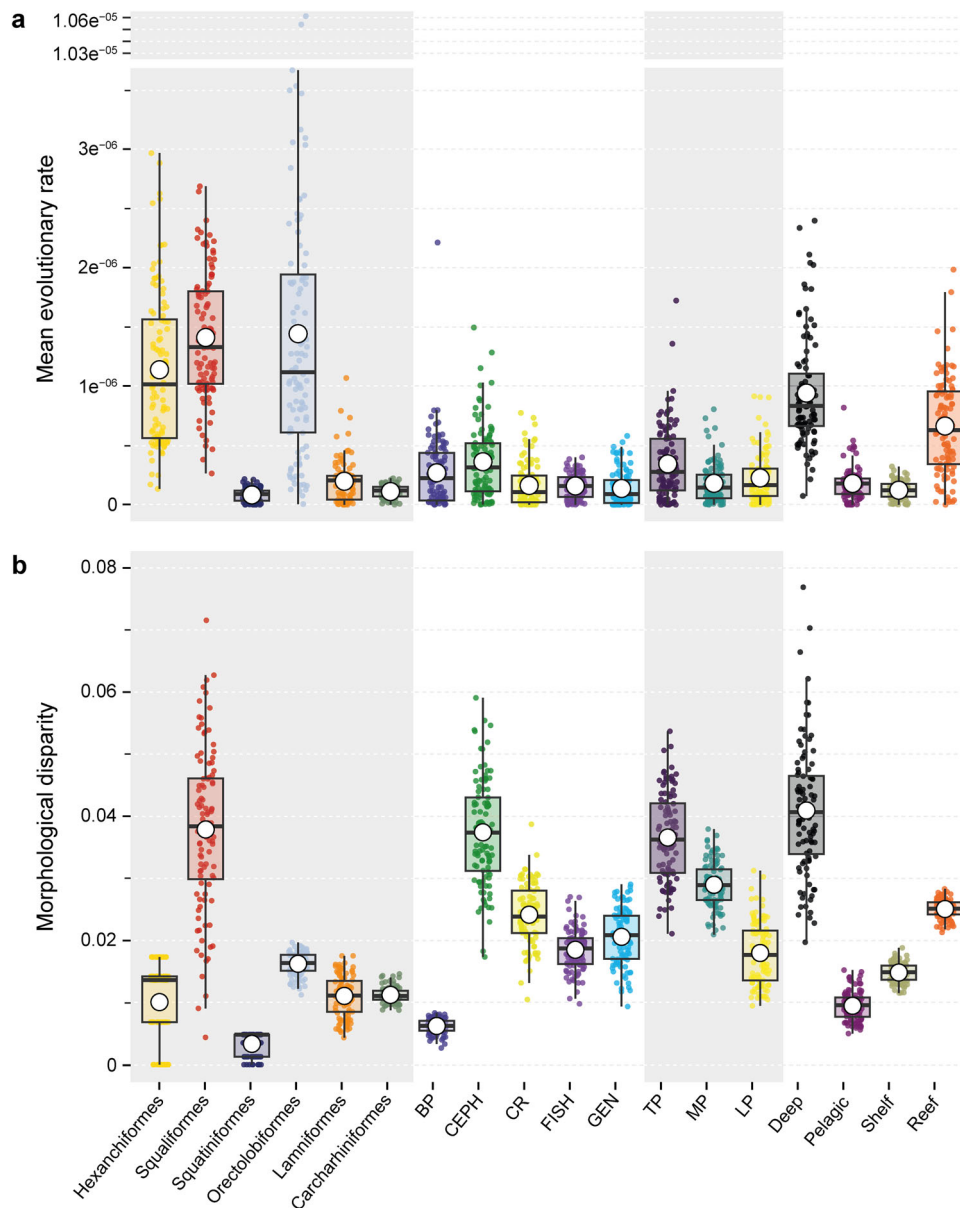 a
1.06e⁻⁰⁵
1.03e⁻⁰⁵
3e⁻⁰⁶
2e⁻⁰⁶
1e⁻⁰⁶
0
Mean evolutionary rate
b
0.08
0.06
0.04
0.02
0
Morphological disparity
Hexanchiformes
Squaliformes
Squatiniformes
Orectolobiformes
Lamniformes
Carcharhiniformes
BP
CEPH
CR
FISH
GEN
TP
MP
LP
Deep
Pelagic
Shelf
Reef